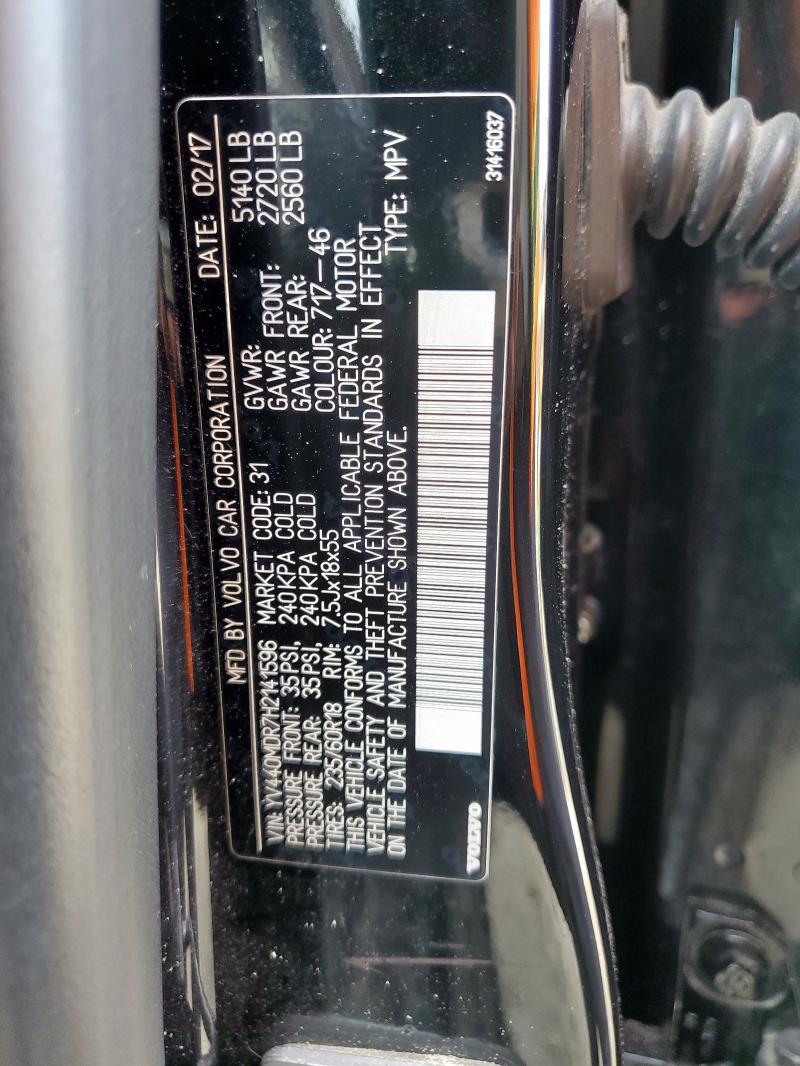 MFD BY VOLVO CAR CORPORATION DATE: 02/17
VIN: YV440MDR7H2141596 MARKET CODE: 31 GVWR: 5140 LB
PRESSURE FRONT: 35PSI, 240KPA COLD GAWR FRONT: 2720 LB
PRESSURE REAR: 35PSI, 240KPA COLD GAWR REAR: 2560 LB
TIRES: 235/60R18 RIM: 7.5Jx18x55 COLOUR: 717-46
THIS VEHICLE CONFORMS TO ALL APPLICABLE FEDERAL MOTOR
VEHICLE SAFETY AND THEFT PREVENTION STANDARDS IN EFFECT
ON THE DATE OF MANUFACTURE SHOWN ABOVE. TYPE: MPV
VOLVO 31416037